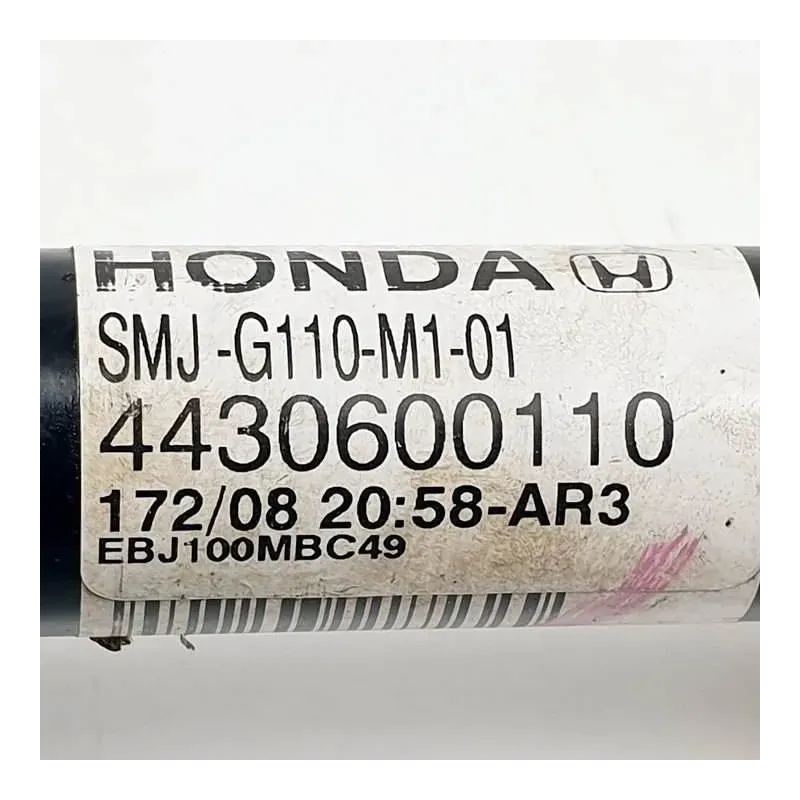 HONDA
SMJ-G110-M1-01
4430600110
172/08 20:58-AR3
EBJ100MBC49